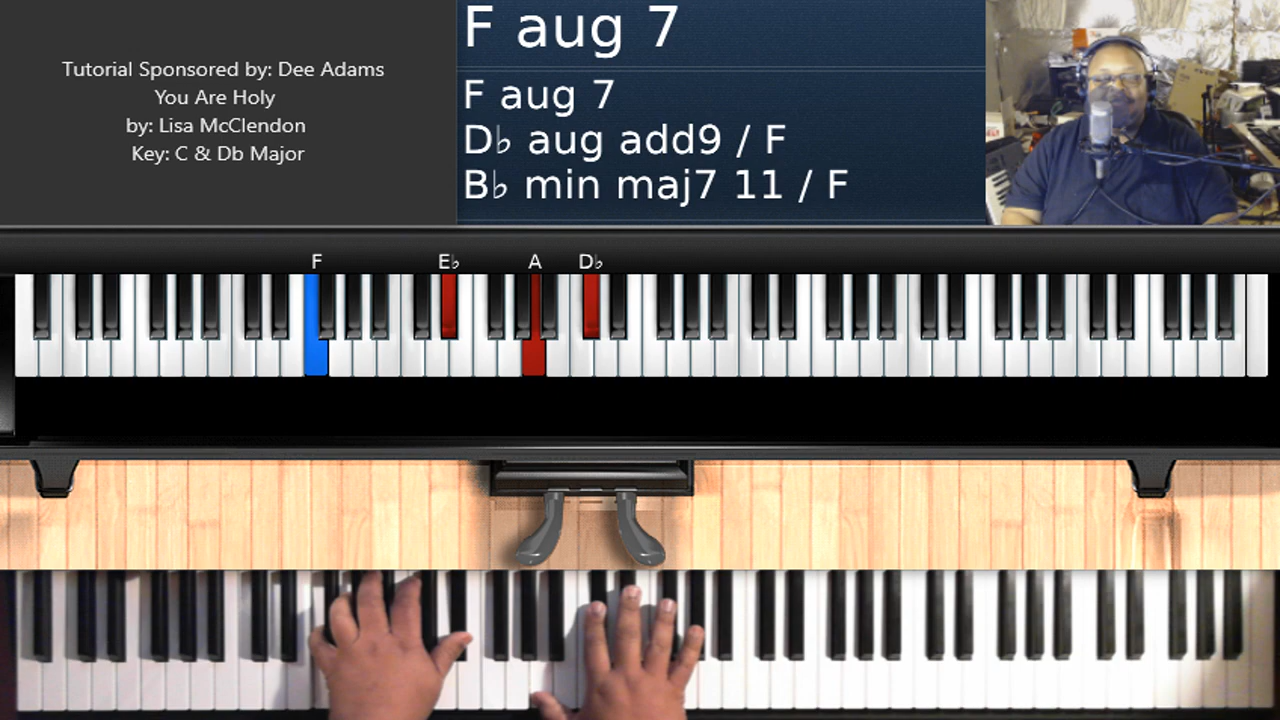 Tutorial Sponsored by: Dee Adams
You Are Holy
by: Lisa McClendon
Key: C & Db Major
F aug 7
F aug 7
D♭ aug add9 / F
B♭ min maj7 11 / F
F E♭ A D♭